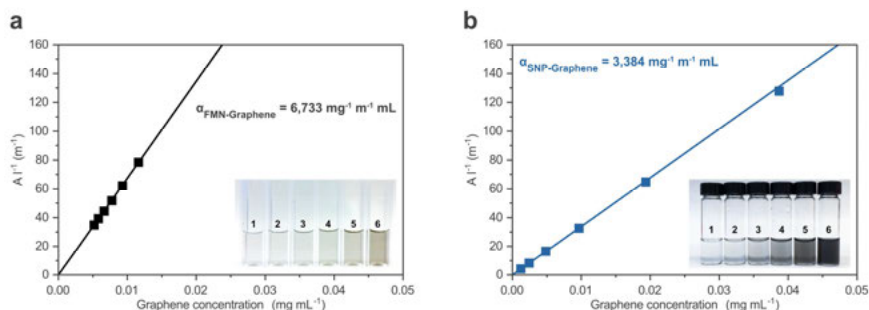 a
160
140
120
100
80
60
40
20
0
A l⁻¹ (m⁻¹)
α_FMN-Graphene = 6,733 mg⁻¹ m⁻¹ mL
1 2 3 4 5 6
0.00 0.01 0.02 0.03 0.04 0.05
Graphene concentration (mg mL⁻¹)
b
160
140
120
100
80
60
40
20
0
A l⁻¹ (m⁻¹)
α_SNP-Graphene = 3,384 mg⁻¹ m⁻¹ mL
1 2 3 4 5 6
0.00 0.01 0.02 0.03 0.04 0.05
Graphene concentration (mg mL⁻¹)